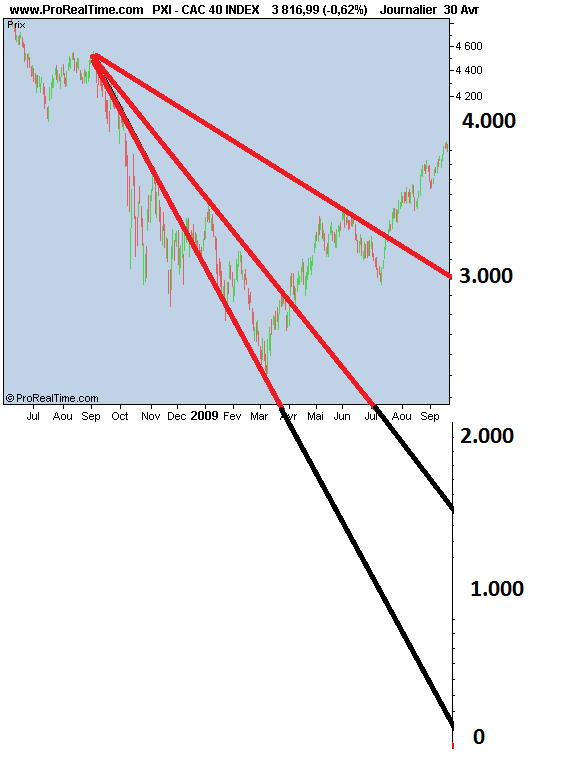 www.ProRealTime.com PXI - CAC 40 INDEX 3 816,99 (-0,62%) Journalier 30 Avr
Prix
4 600
4 400
4 200
4.000
3.000
© ProRealTime.com
Jul Aou Sep Oct Nov Dec 2009 Fev Mar Avr Mai Jun Jul Aou Sep
2.000
1.000
0